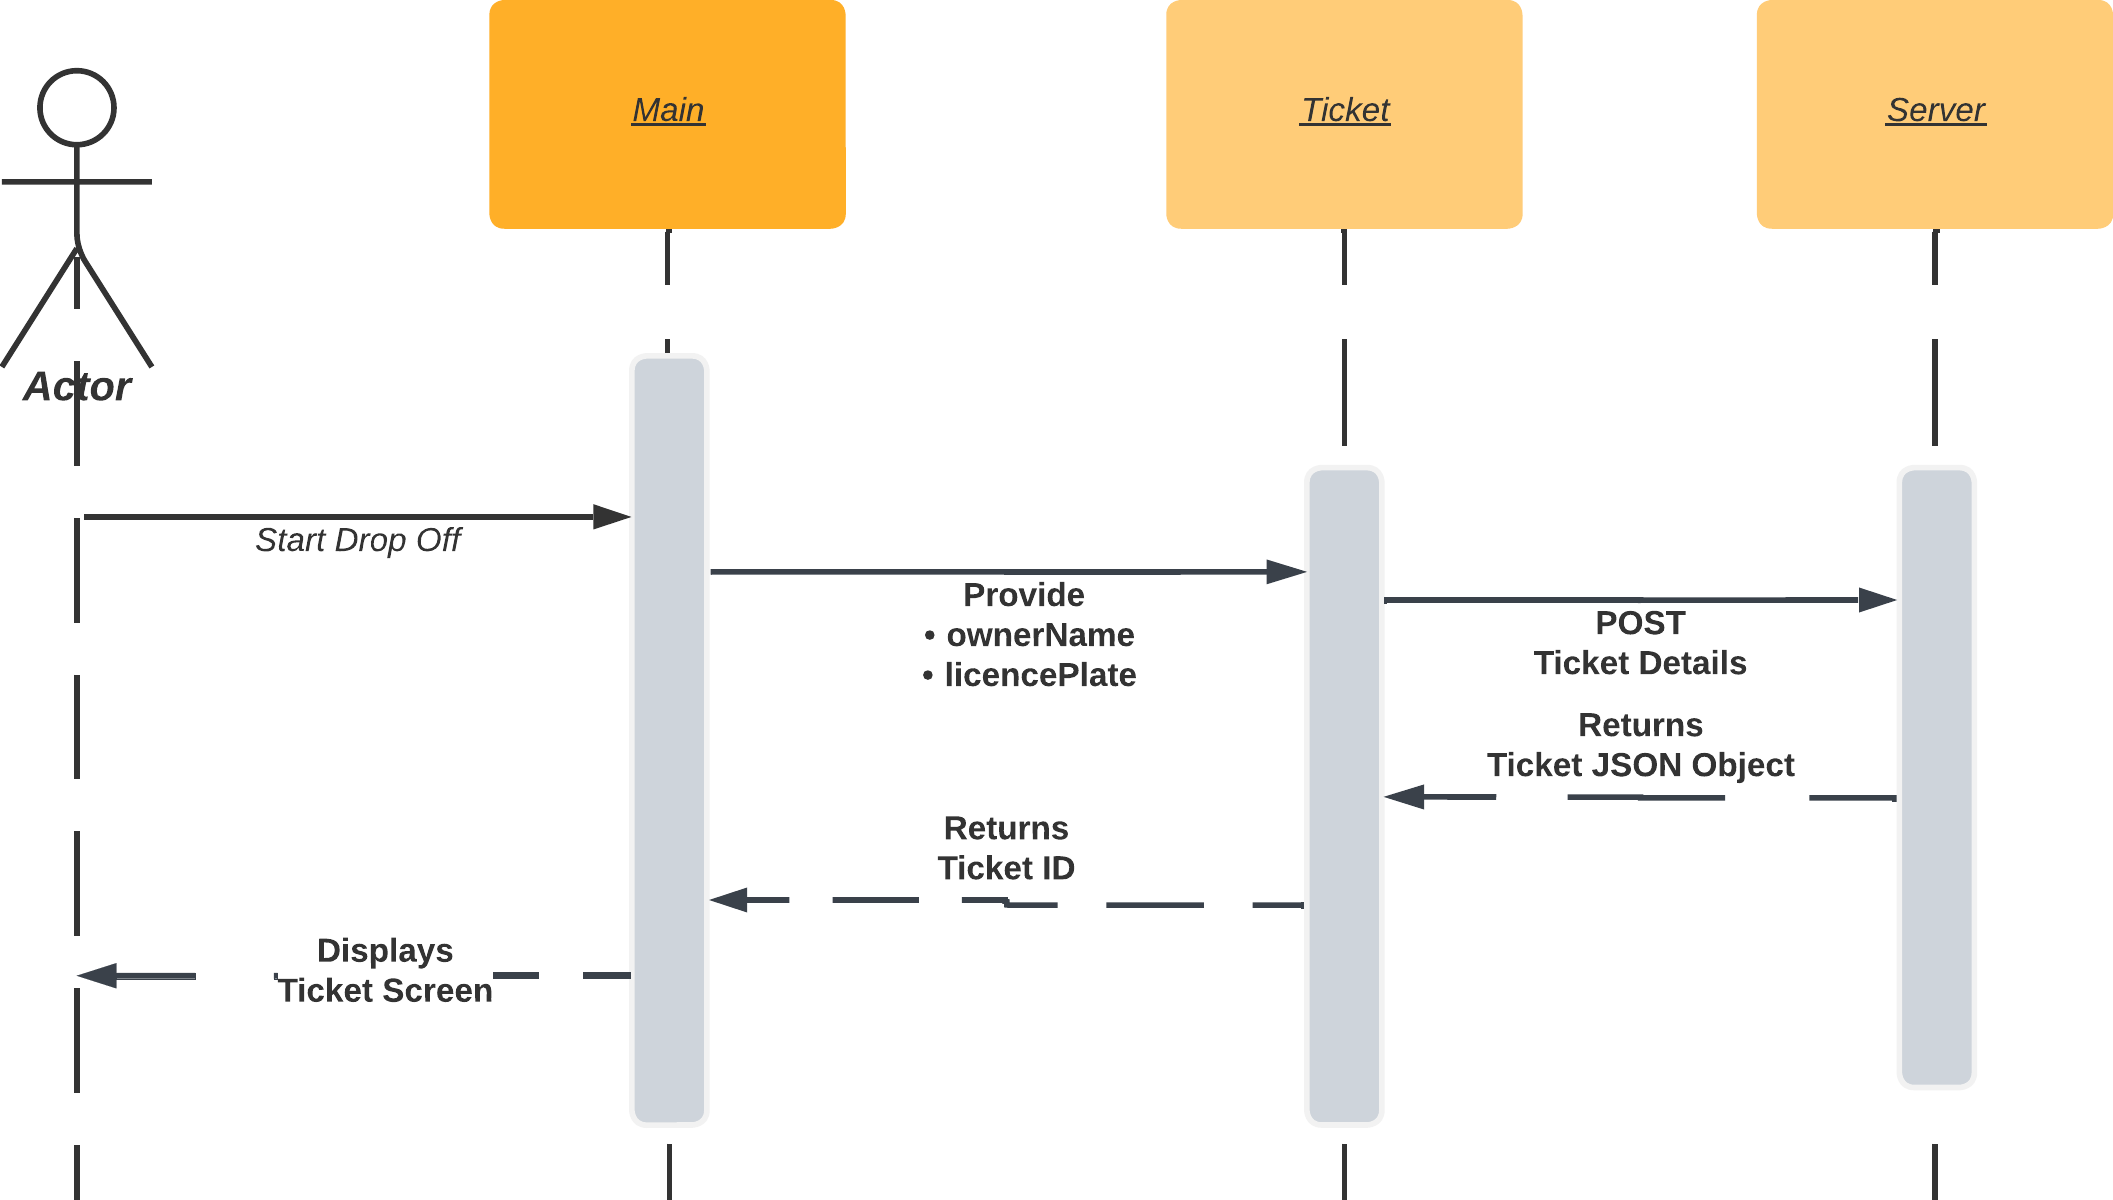 Main
Ticket
Server
Actor
Start Drop Off
Provide
• ownerName
• licencePlate
POST
Ticket Details
Returns
Ticket JSON Object
Returns
Ticket ID
Displays
Ticket Screen